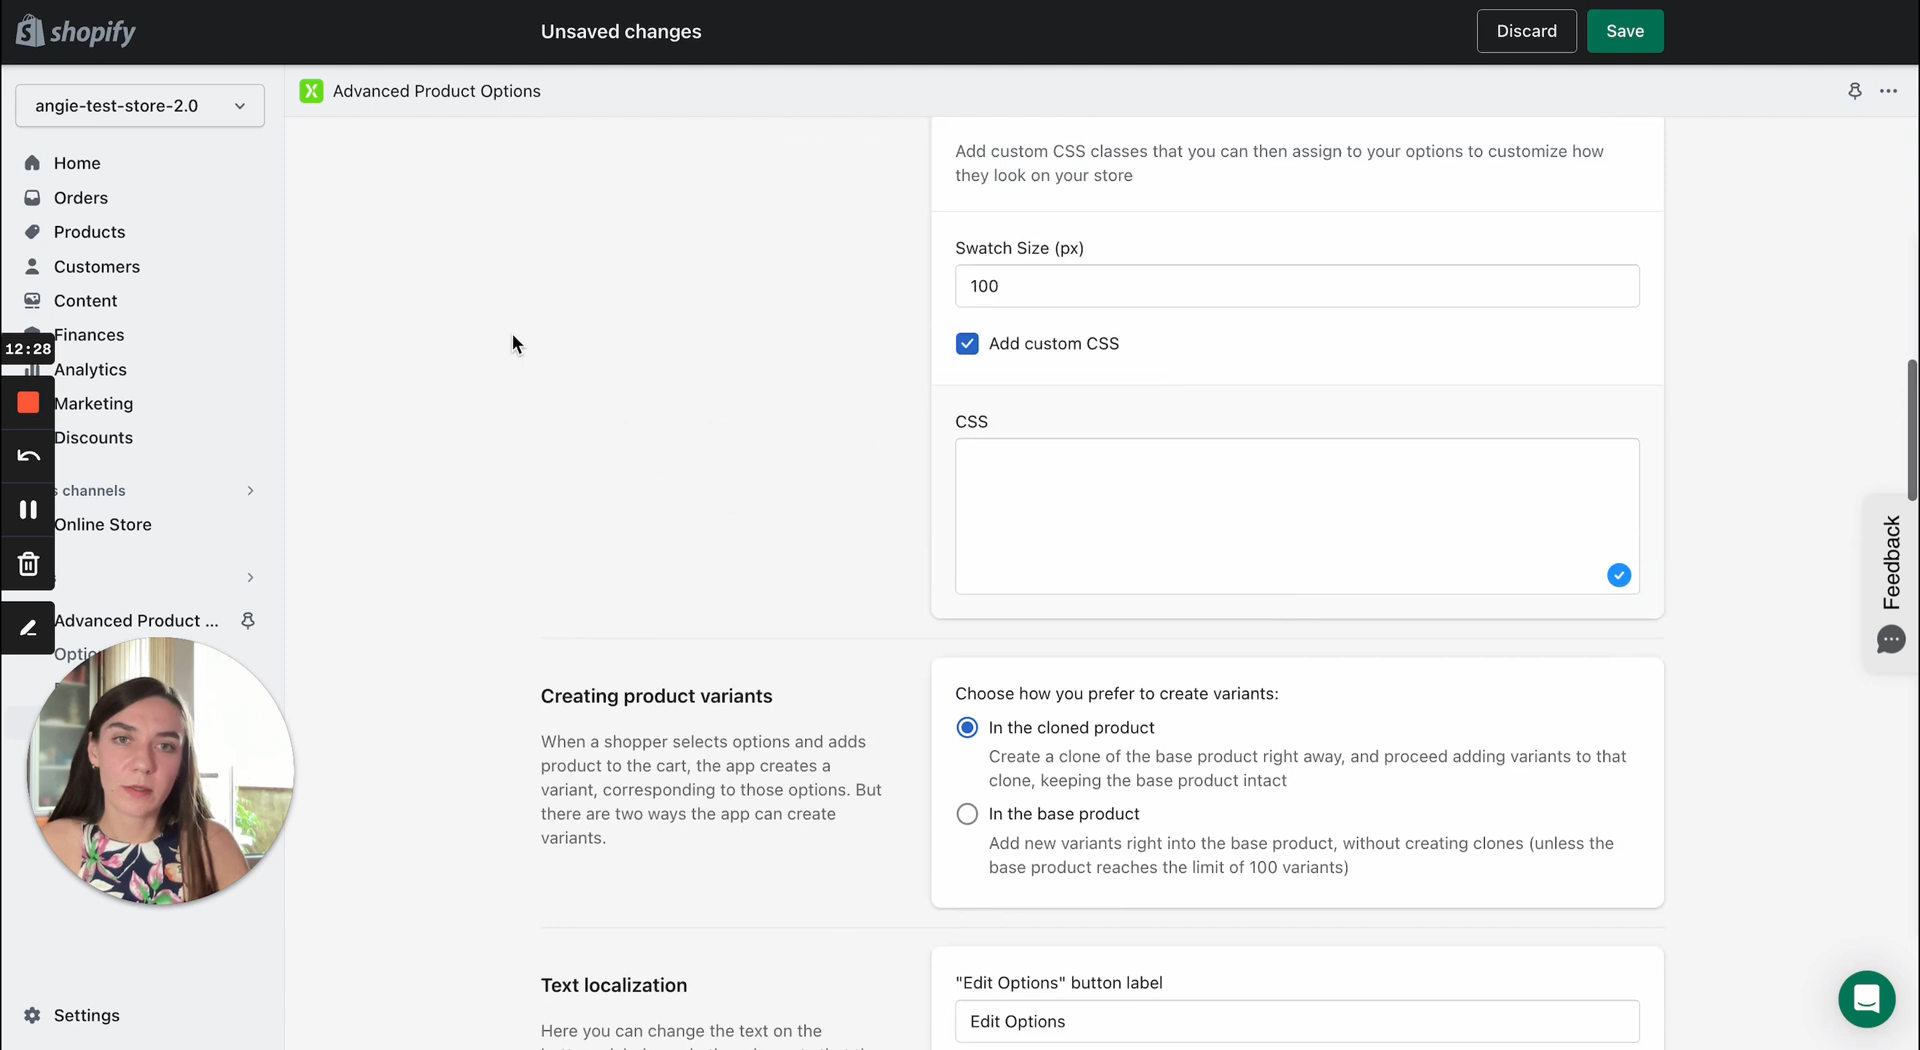 shopify
Unsaved changes
Discard
Save
angie-test-store-2.0
Advanced Product Options
Home
Orders
Products
Customers
Content
Finances
12:28
Analytics
Marketing
Discounts
s channels
Online Store
Advanced Product ...
Optio
Settings
Add custom CSS classes that you can then assign to your options to customize how
they look on your store
Swatch Size (px)
100
Add custom CSS
CSS
Creating product variants
When a shopper selects options and adds
product to the cart, the app creates a
variant, corresponding to those options. But
there are two ways the app can create
variants.
Choose how you prefer to create variants:
In the cloned product
Create a clone of the base product right away, and proceed adding variants to that
clone, keeping the base product intact
In the base product
Add new variants right into the base product, without creating clones (unless the
base product reaches the limit of 100 variants)
Text localization
Here you can change the text on the
"Edit Options" button label
Edit Options
Feedback